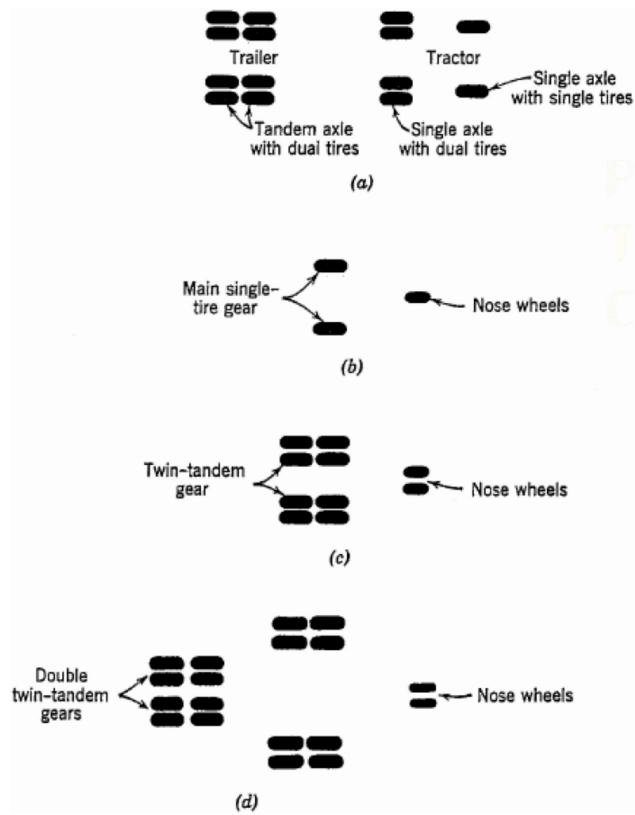 Trailer
Tractor
Single axle
with single tires
Tandem axle
with dual tires
Single axle
with dual tires
(a)
Main single-
tire gear
Nose wheels
(b)
Twin-tandem
gear
Nose wheels
(c)
Double
twin-tandem
gears
Nose wheels
(d)